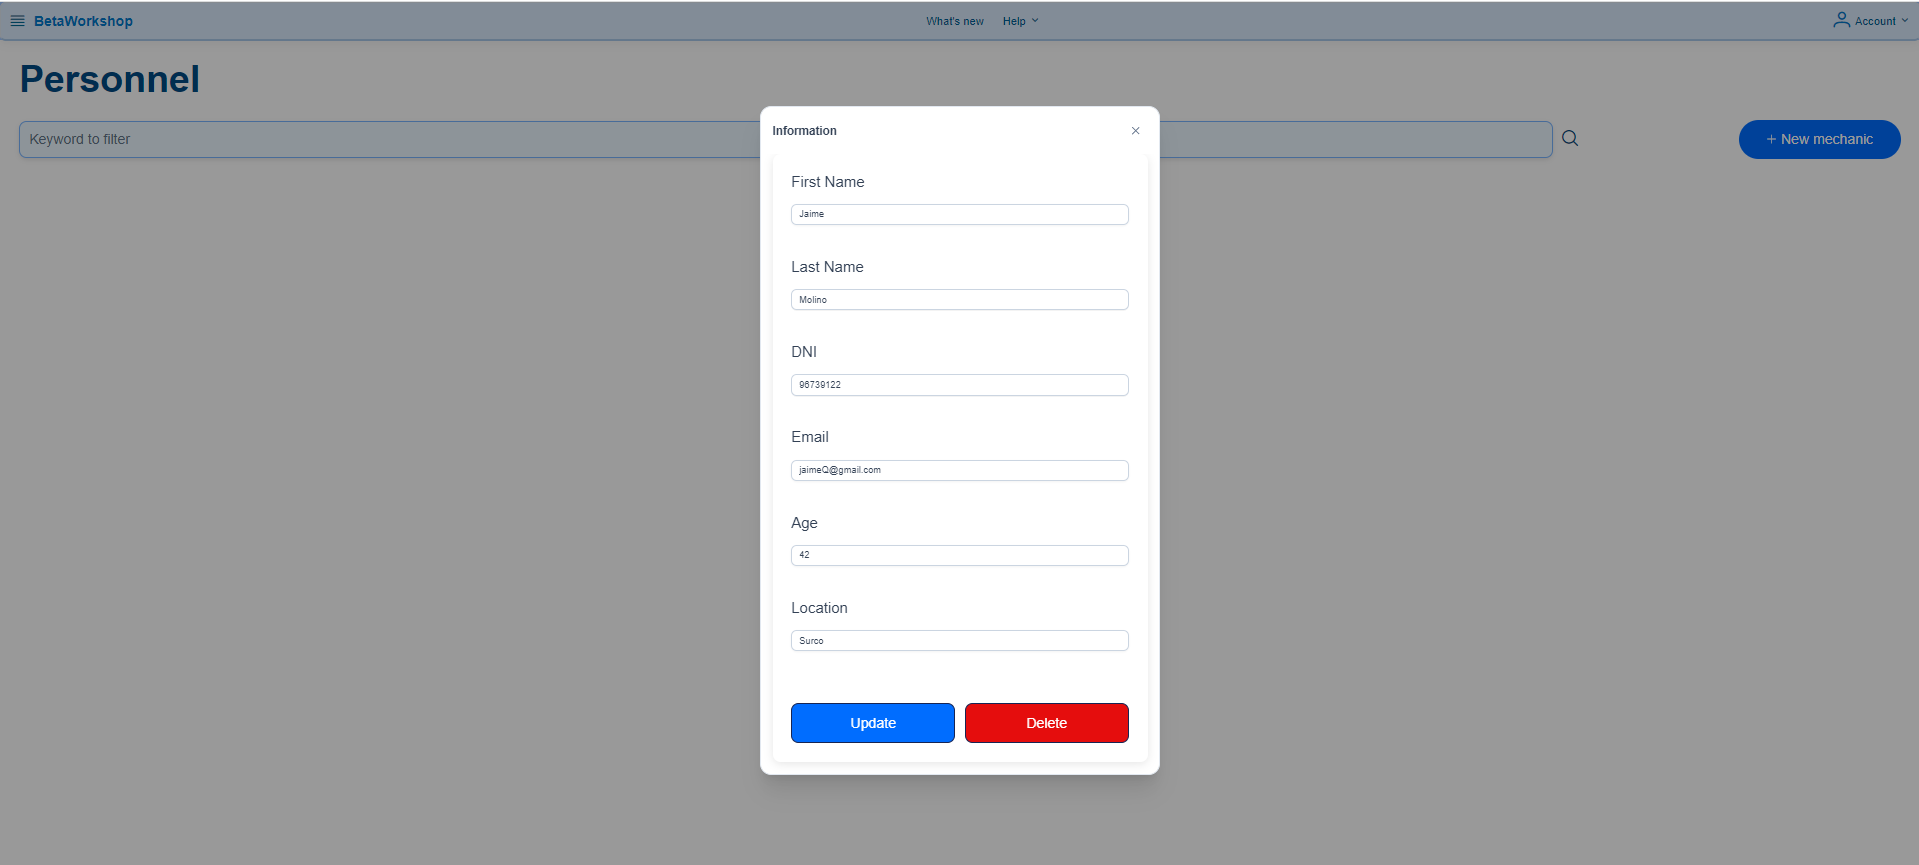 BetaWorkshop What's new Help Account
Personnel
Keyword to filter + New mechanic
Information
First Name
Jaime
Last Name
Molino
DNI
96739122
Email
jaimeQ@gmail.com
Age
42
Location
Surco
Update Delete